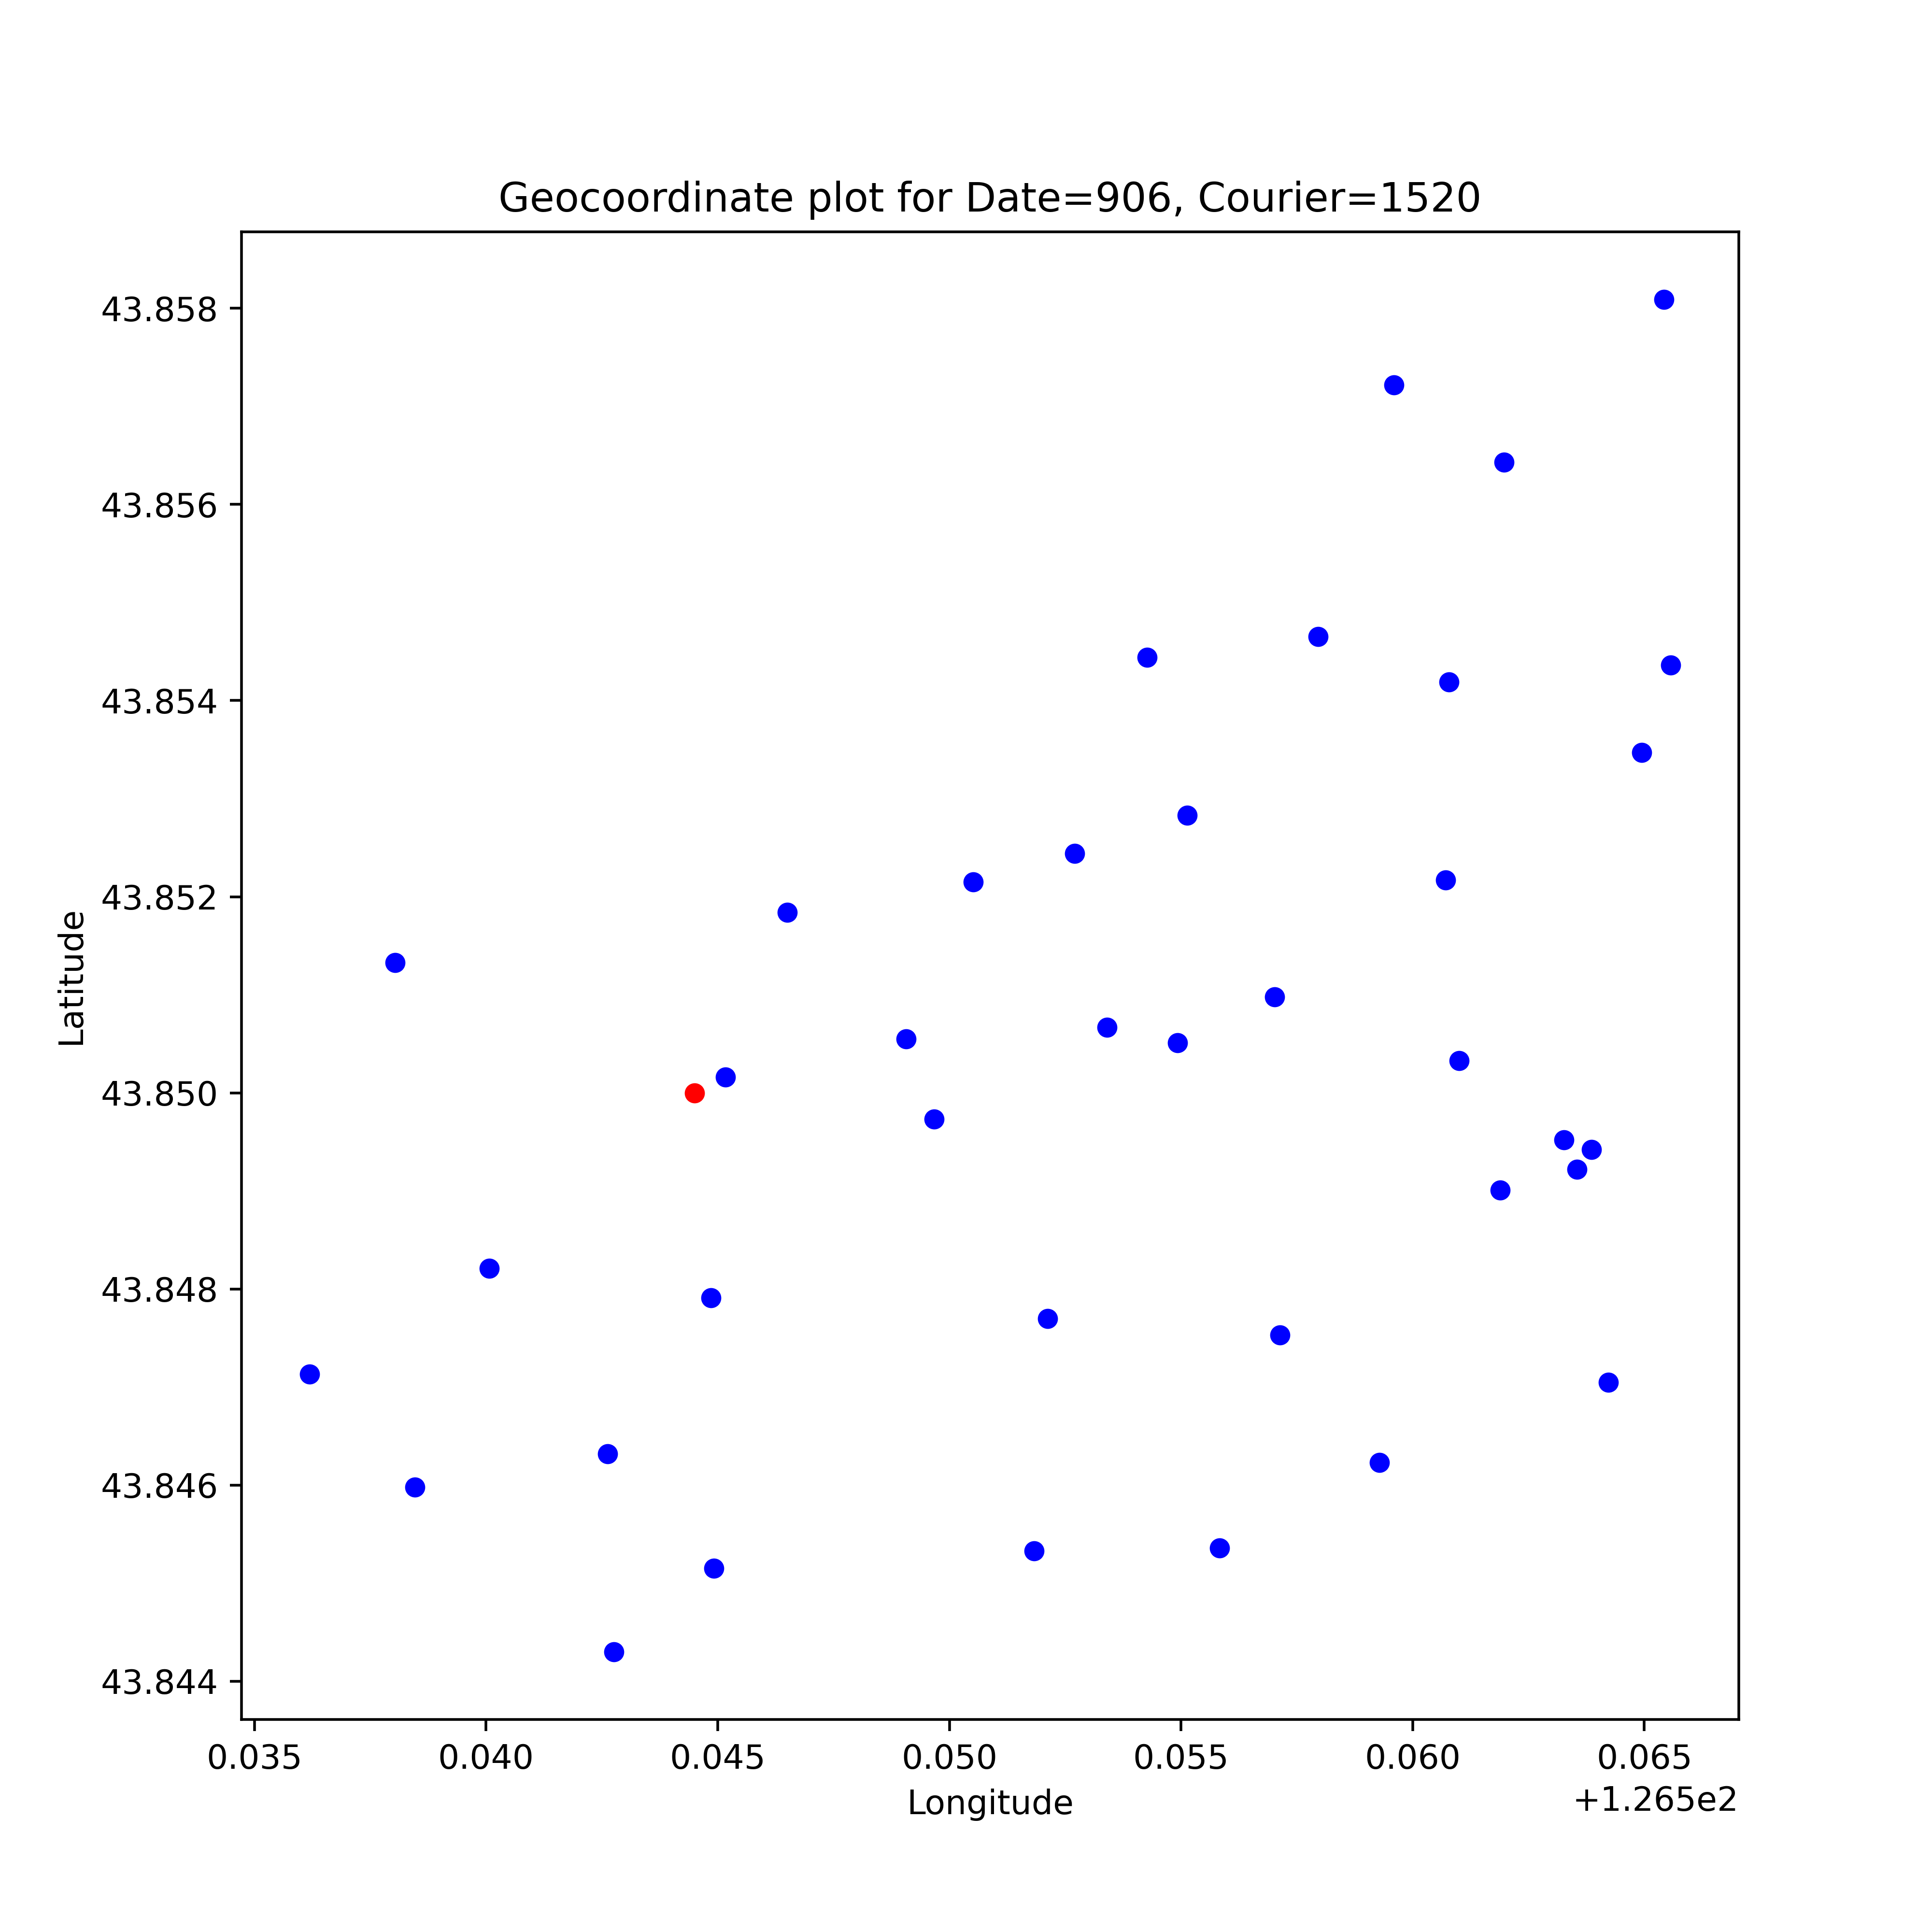 Geocoordinate plot for Date=906, Courier=1520
43.858
43.856
43.854
43.852
43.850
43.848
43.846
43.844
Latitude
0.035 0.040 0.045 0.050 0.055 0.060 0.065
+1.265e2
Longitude